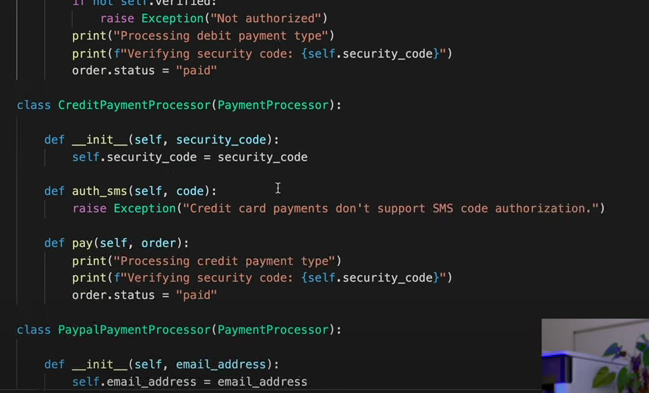 if not self.verified:
raise Exception("Not authorized")
print("Processing debit payment type")
print(f"Verifying security code: {self.security_code}")
order.status = "paid"
class CreditPaymentProcessor(PaymentProcessor):
def __init__(self, security_code):
self.security_code = security_code
def auth_sms(self, code):
raise Exception("Credit card payments don't support SMS code authorization.")
def pay(self, order):
print("Processing credit payment type")
print(f"Verifying security code: {self.security_code}")
order.status = "paid"
class PaypalPaymentProcessor(PaymentProcessor):
def __init__(self, email_address):
self.email_address = email_address